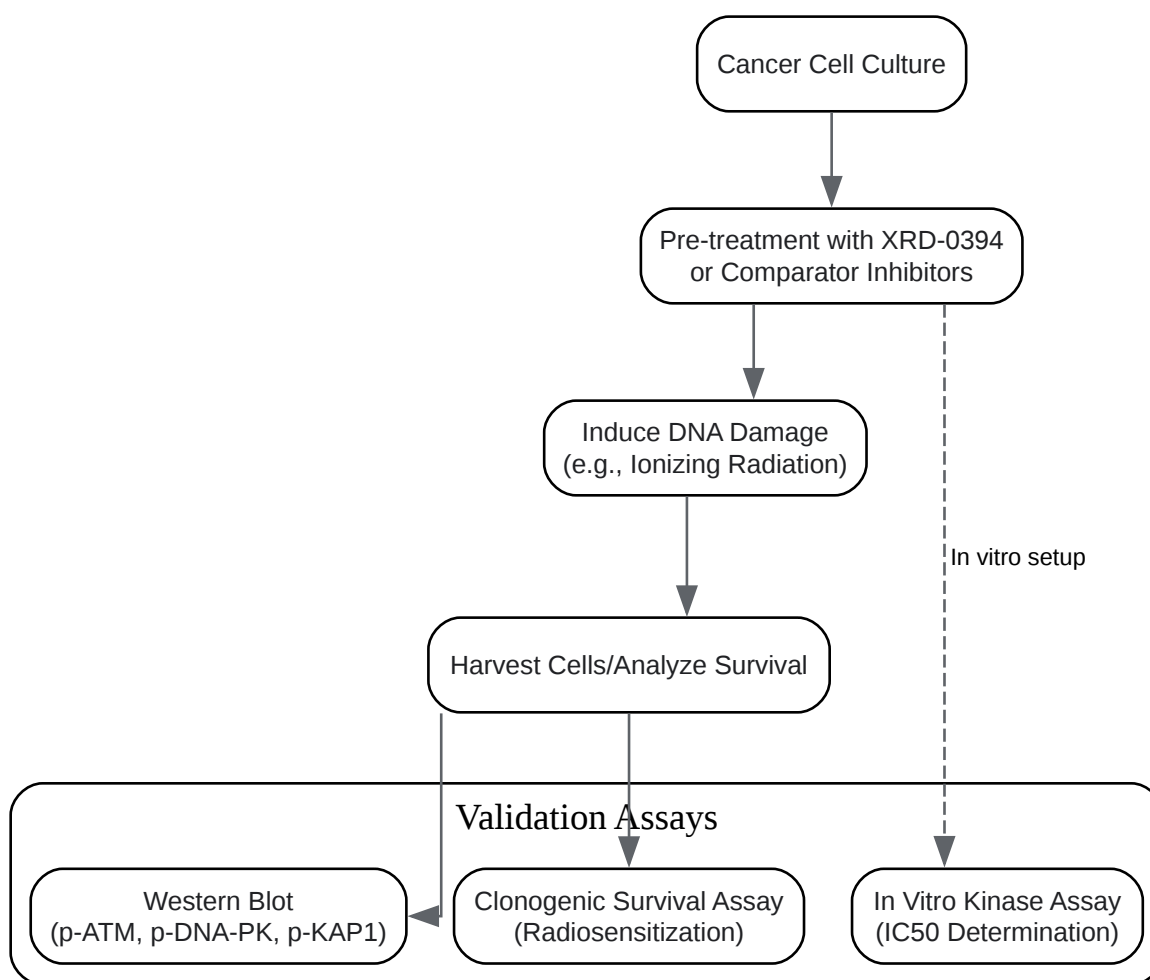 Cancer Cell Culture
Pre-treatment with XRD-0394
or Comparator Inhibitors
Induce DNA Damage
(e.g., Ionizing Radiation)
In vitro setup
Harvest Cells/Analyze Survival
Validation Assays
Western Blot
(p-ATM, p-DNA-PK, p-KAP1)
Clonogenic Survival Assay
(Radiosensitization)
In Vitro Kinase Assay
(IC50 Determination)